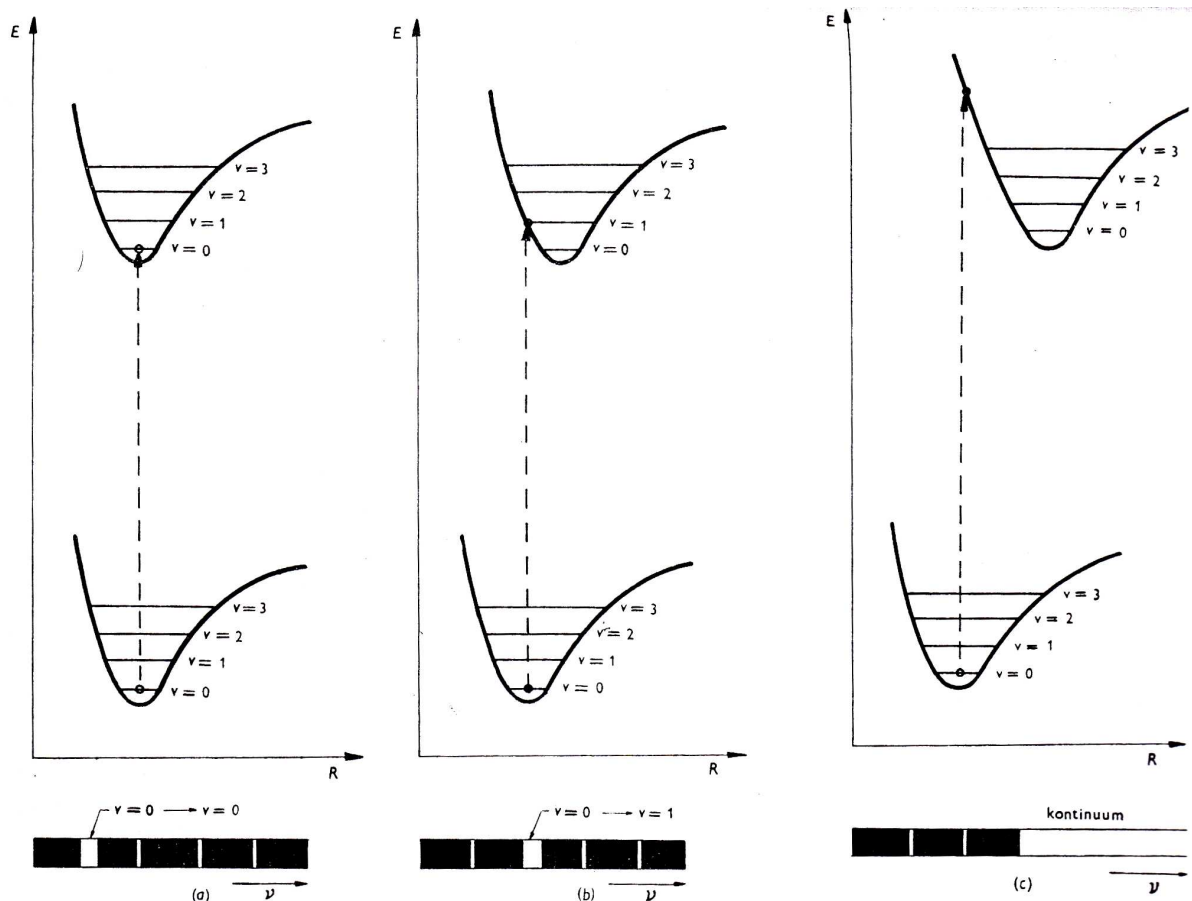 E
v = 3
v = 2
v = 1
v = 0
v = 3
v = 2
v = 1
v = 0
R
v = 0 → v = 0
(a) ν
E
v = 3
v = 2
v = 1
v = 0
v = 3
v = 2
v = 1
v = 0
R
v = 0 → v = 1
(b) ν
E
v = 3
v = 2
v = 1
v = 0
v = 3
v = 2
v = 1
v = 0
R
kontinuum
(c) ν